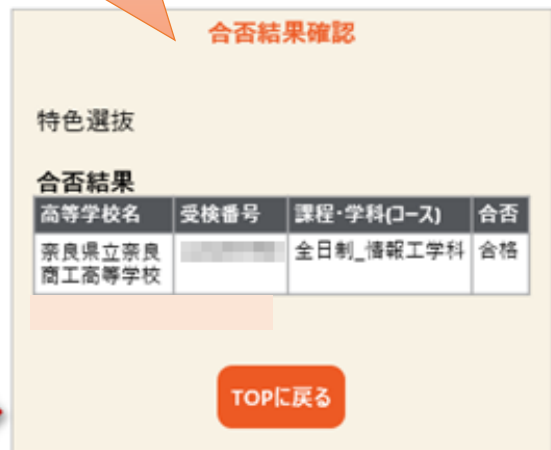 合否結果確認
特色選抜
合否結果
高等学校名 受検番号 課程・学科(コース) 合否
奈良県立奈良 全日制_情報工学科 合格
商工高等学校
TOPに戻る